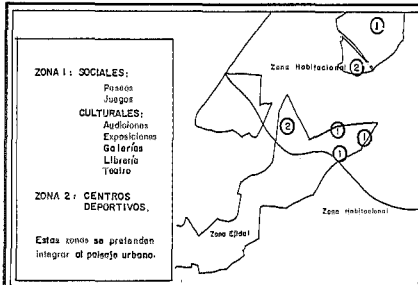 ZONA 1: SOCIALES:
Paseos
Juegos
CULTURALES:
Audiciones
Exposiciones
Galerías
Librería
Teatro
ZONA 2: CENTROS
DEPORTIVOS.
Estas zonas se pretenden
integrar al paisaje urbano.
1
Zona Habitacional
2
2
1
1
1
Zona Habitacional
Zona Ejidal